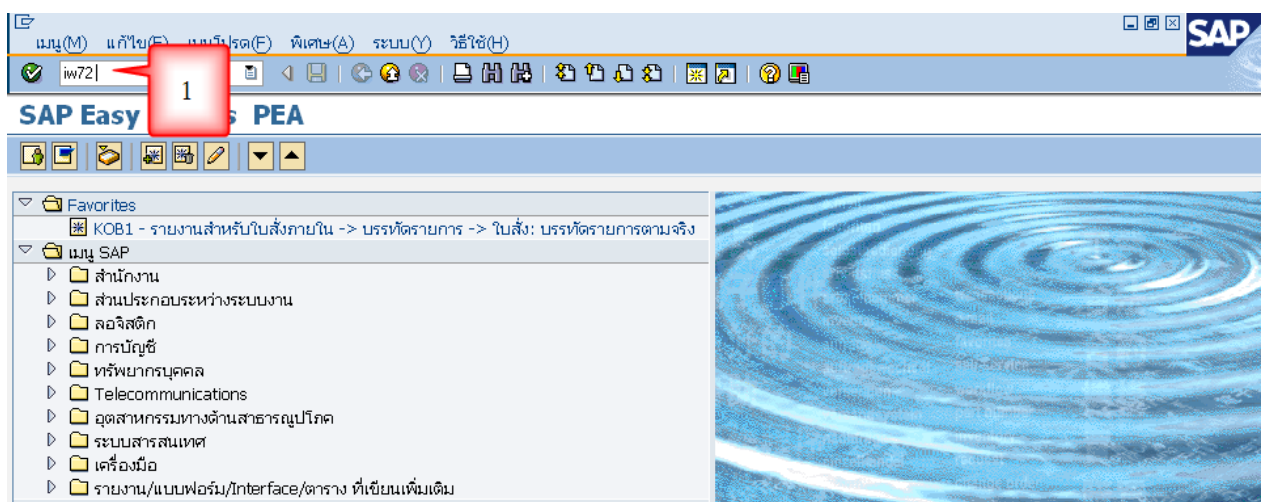 เมนู(M) แก้ไข(E) เมนูโปรด(F) พิเศษ(A) ระบบ(Y) วิธีใช้(H)
SAP
iw72
1
SAP Easy s PEA
Favorites
KOB1 - รายงานสำหรับใบสั่งภายใน -> บรรทัดรายการ -> ใบสั่ง: บรรทัดรายการตามจริง
เมนู SAP
สำนักงาน
ส่วนประกอบระหว่างระบบงาน
ลอจิสติก
การบัญชี
ทรัพยากรบุคคล
Telecommunications
อุตสาหกรรมทางด้านสาธารณูปโภค
ระบบสารสนเทศ
เครื่องมือ
รายงาน/แบบฟอร์ม/Interface/ตาราง ที่เขียนเพิ่มเติม